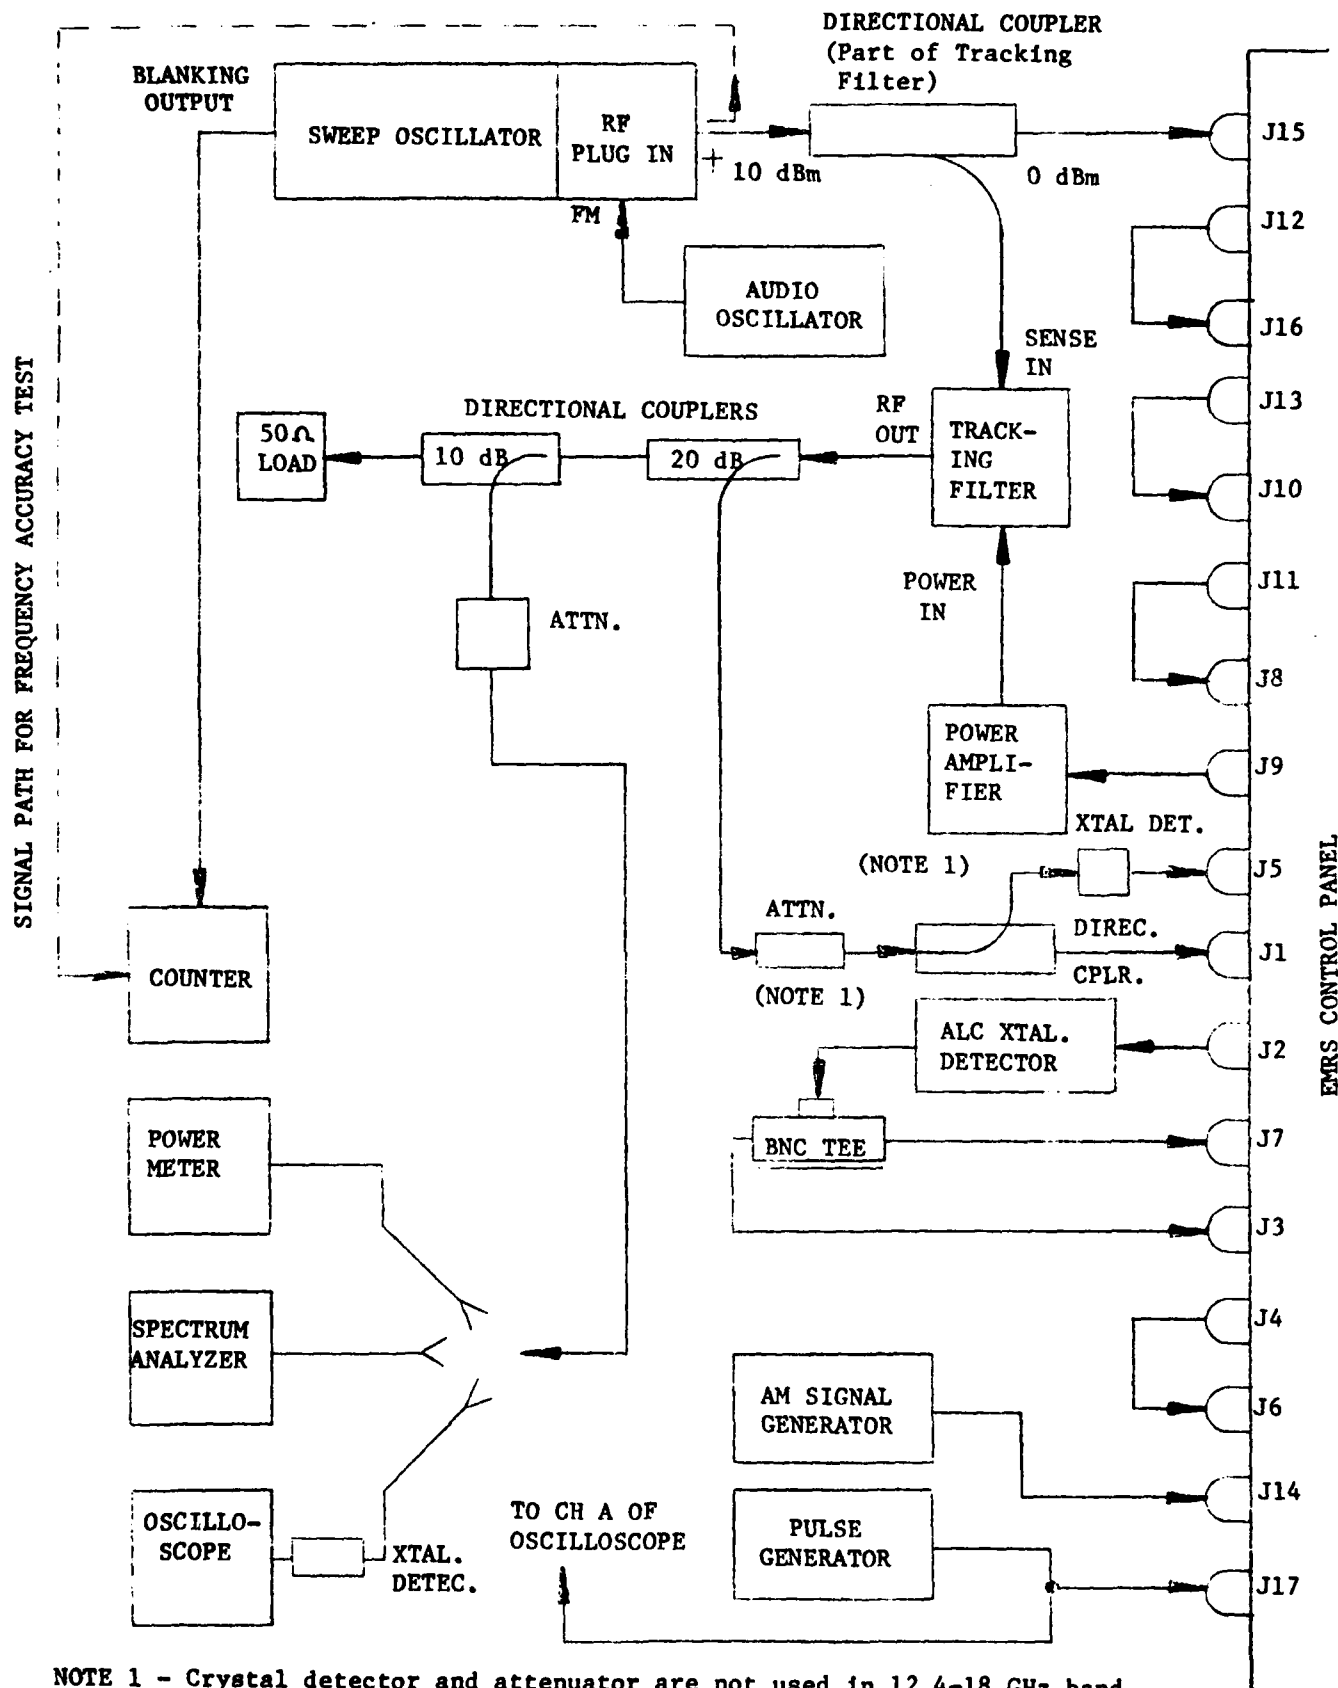 DIRECTIONAL COUPLER
(Part of Tracking
Filter)
BLANKING
OUTPUT
SWEEP OSCILLATOR
RF
PLUG IN
+ 10 dBm
0 dBm
J15
FM
J12
AUDIO
OSCILLATOR
J16
SENSE
IN
J13
DIRECTIONAL COUPLERS
RF
OUT
50Ω
LOAD
10 dB
20 dB
TRACK-
ING
FILTER
J10
POWER
IN
J11
ATTN.
J8
POWER
AMPLI-
FIER
J9
XTAL DET.
(NOTE 1)
J5
ATTN.
DIREC.
CPLR.
J1
(NOTE 1)
COUNTER
ALC XTAL.
DETECTOR
J2
POWER
METER
BNC TEE
J7
J3
SPECTRUM
ANALYZER
J4
AM SIGNAL
GENERATOR
J6
J14
OSCILLO-
SCOPE
XTAL.
DETEC.
TO CH A OF
OSCILLOSCOPE
PULSE
GENERATOR
J17
SIGNAL PATH FOR FREQUENCY ACCURACY TEST
EMRS CONTROL PANEL
NOTE 1 - Crystal detector and attenuator are not used in 12.4-18 GHz band